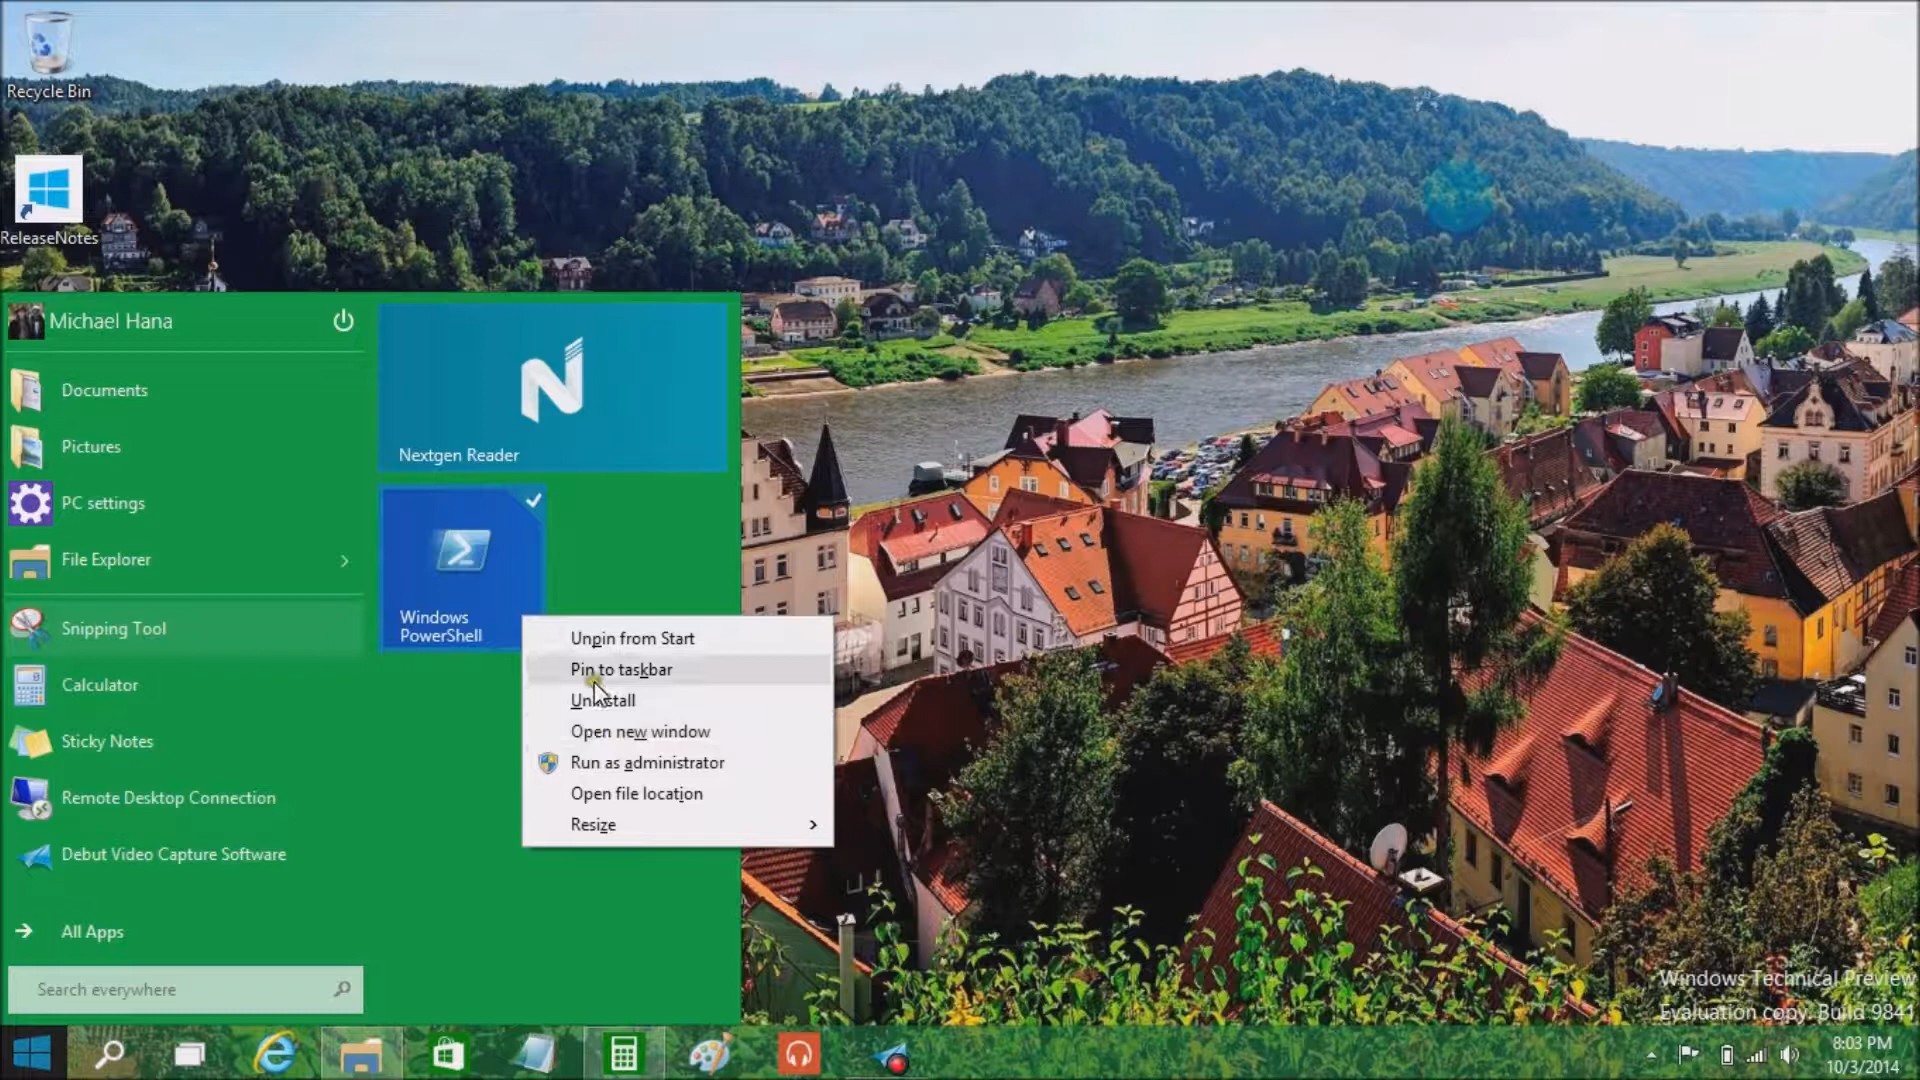 Recycle Bin
ReleaseNotes
Michael Hana
Documents
Pictures
PC settings
File Explorer
Snipping Tool
Calculator
Sticky Notes
Remote Desktop Connection
Debut Video Capture Software
All Apps
Search everywhere
Nextgen Reader
Windows
PowerShell
Unpin from Start
Pin to taskbar
Uninstall
Open new window
Run as administrator
Open file location
Resize
Windows Technical Preview
Evaluation copy. Build 9841
8:03 PM
10/3/2014